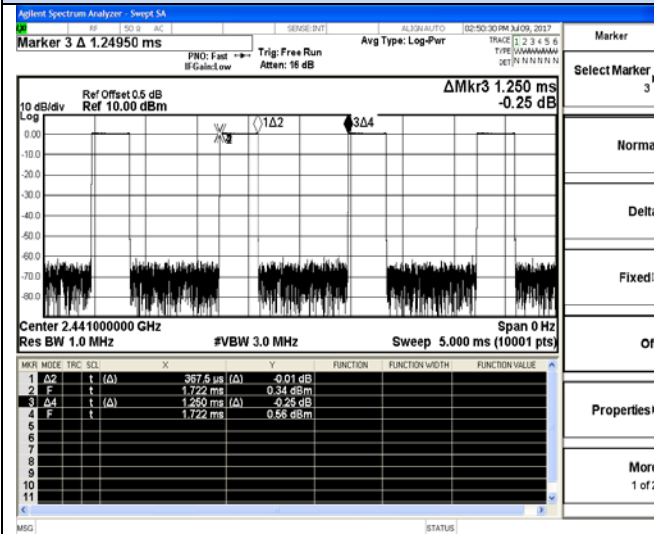 Agilent Spectrum Analyzer - Swept SA
RF 50 Ω AC SENSE:INT ALIGN AUTO 02:50:30 PM Jul 09, 2017
Marker 3 Δ 1.24950 ms
PNO: Fast
IFGain:Low
Trig: Free Run
Atten: 16 dB
Avg Type: Log-Pwr
TRACE 1 2 3 4 5 6
TYPE
DET N N N N N N
Marker
Select Marker
3
Ref Offset 0.5 dB
10 dB/div Ref 10.00 dBm
ΔMkr3 1.250 ms
-0.25 dB
Log
1Δ2
3Δ4
0.00
-10.0
-20.0
-30.0
-40.0
-50.0
-60.0
-70.0
-80.0
Normal
Delta
Fixed
Off
Properties
More
1 of 2
Center 2.441000000 GHz Span 0 Hz
Res BW 1.0 MHz #VBW 3.0 MHz Sweep 5.000 ms (10001 pts)
MKR MODE TRC SCL X Y FUNCTION FUNCTION WIDTH FUNCTION VALUE
1 Δ2 t (Δ) 367.5 us (Δ) -0.01 dB
2 F t 1.722 ms 0.34 dBm
3 Δ4 t (Δ) 1.250 ms (Δ) -0.25 dB
4 F t 1.722 ms 0.56 dBm
5
6
7
8
9
10
11
MSG STATUS